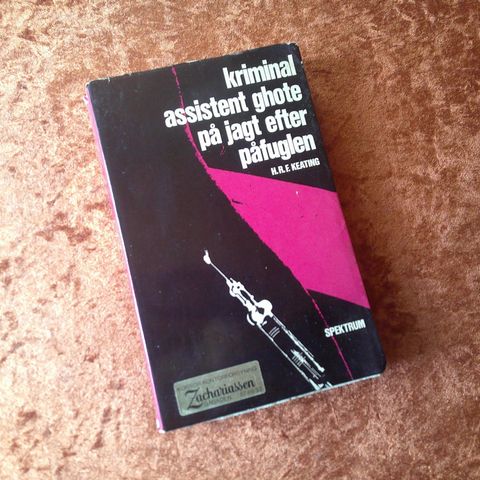 kriminal
assistent ghote
på jagt efter
påfuglen
H.R.F. KEATING
SPEKTRUM
Zachariassen